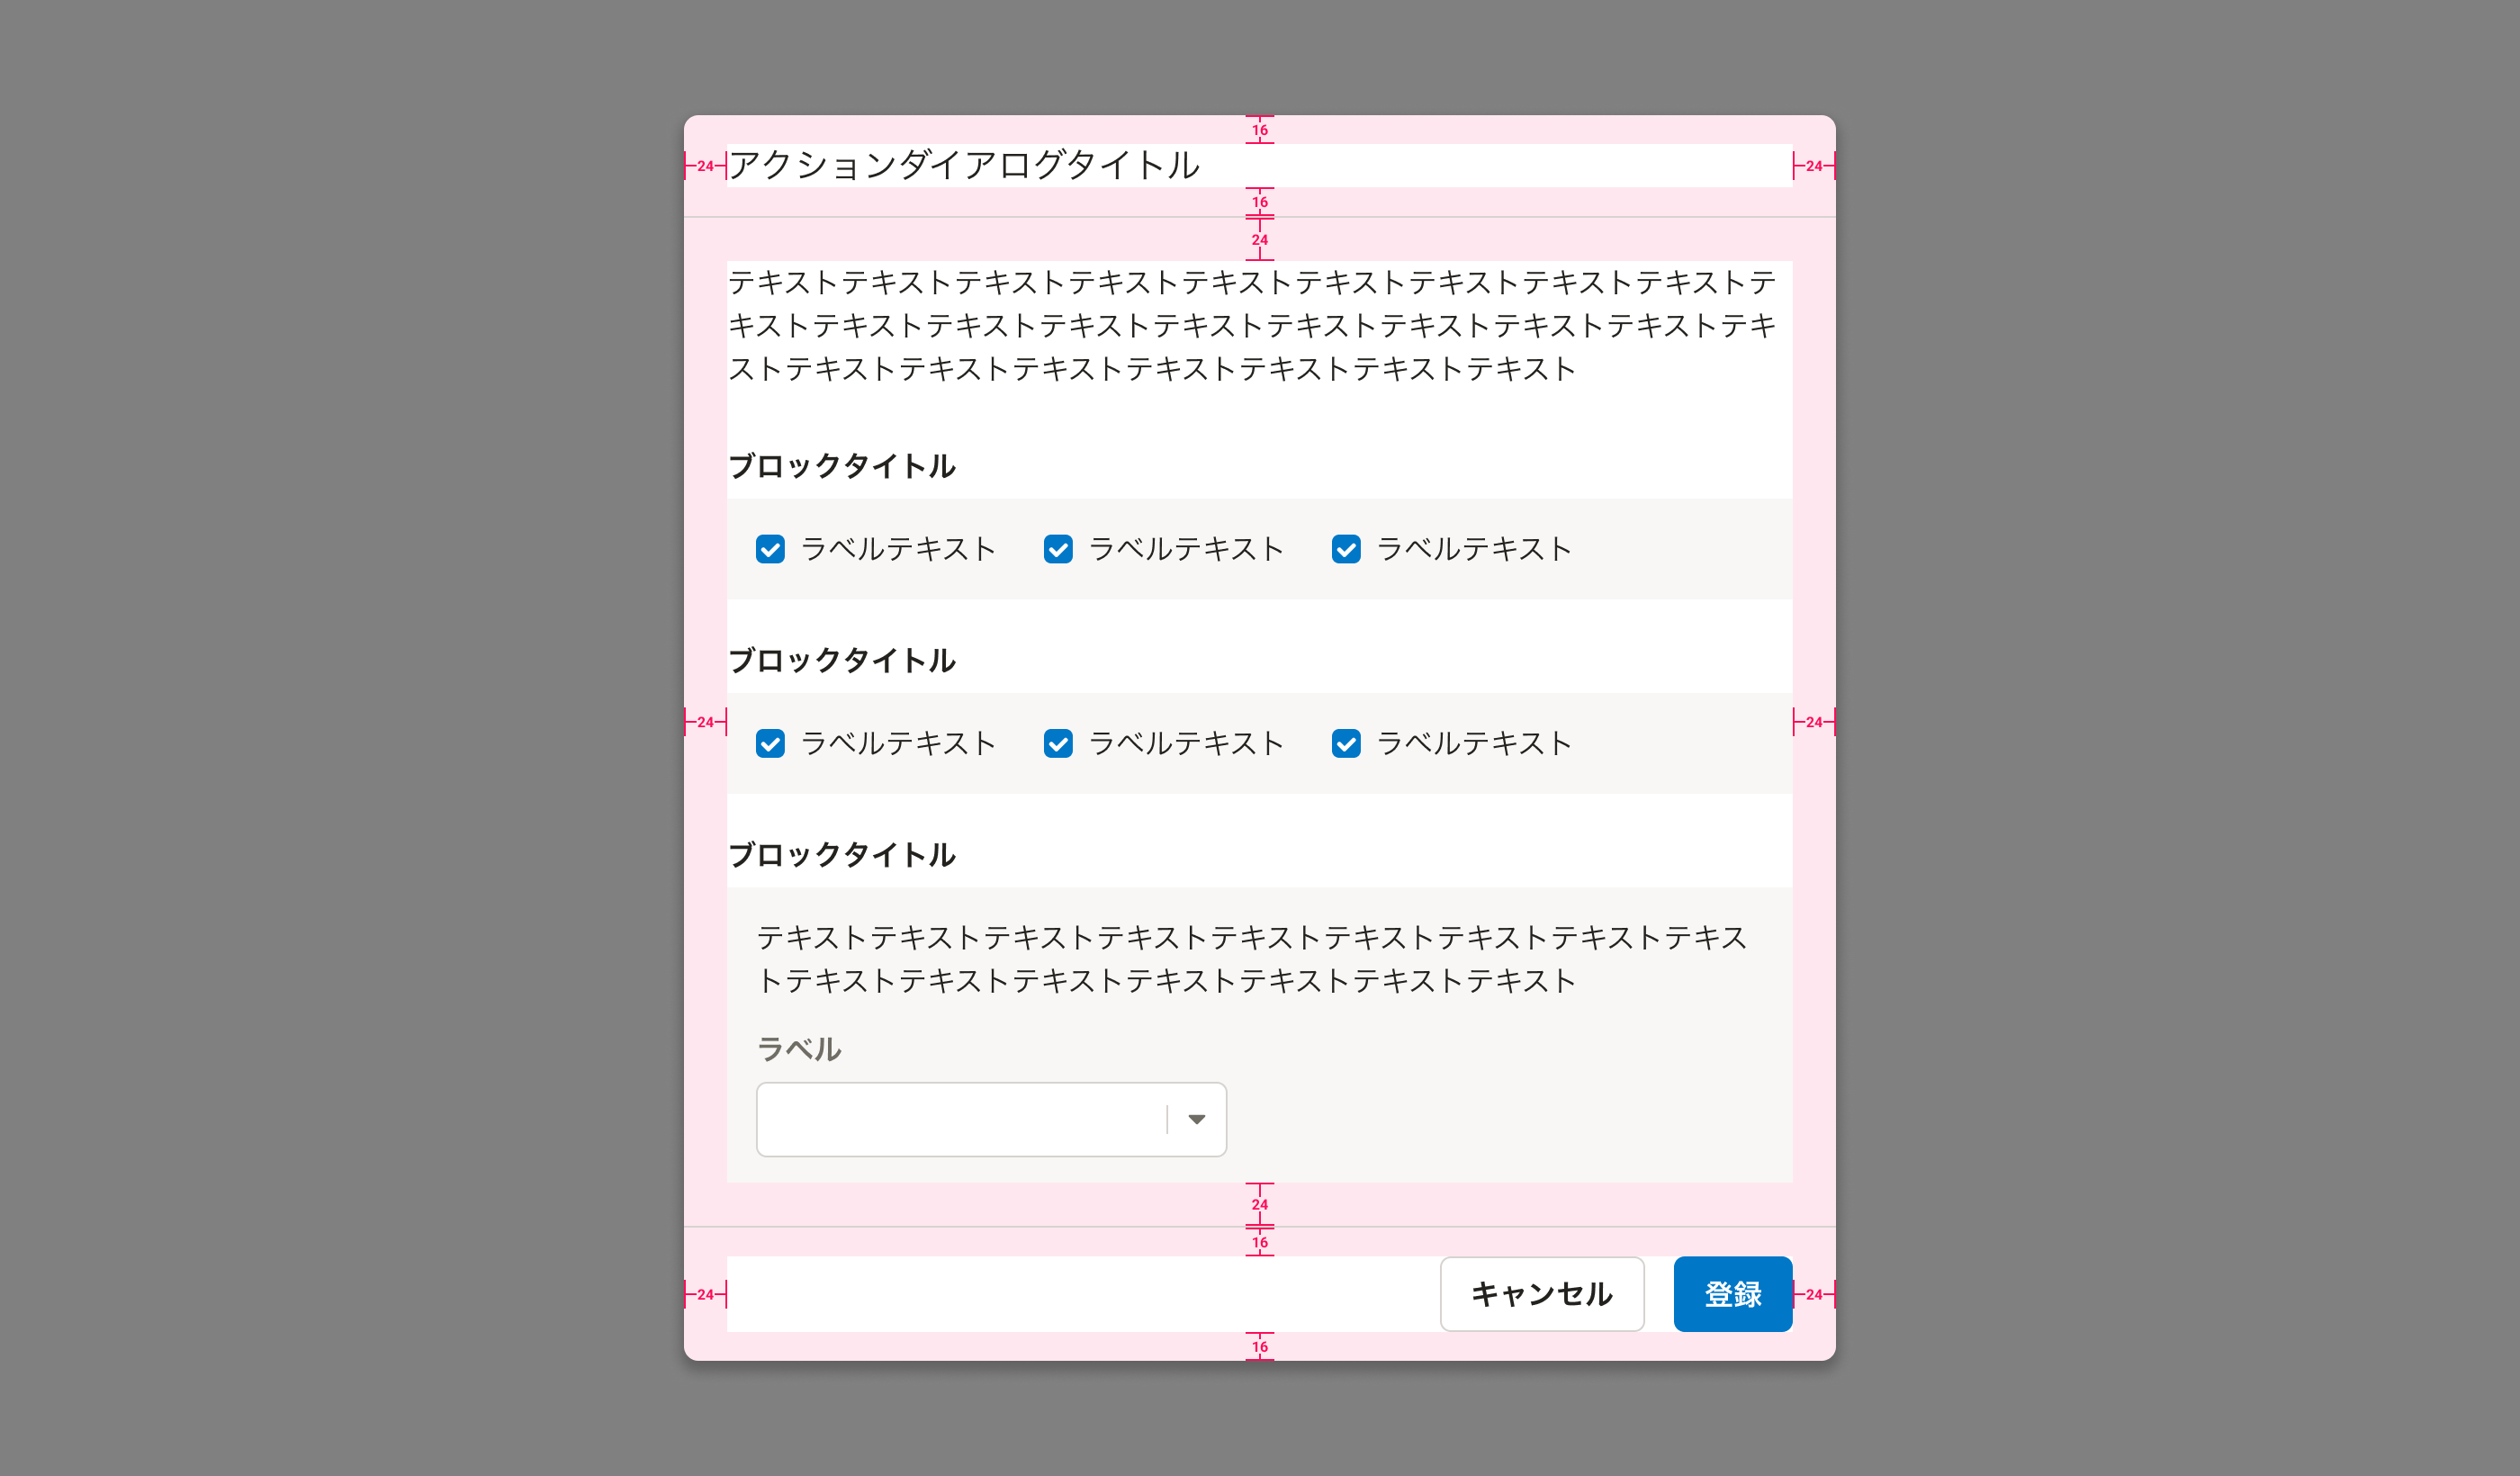 16
24
アクションダイアログタイトル
24
16
24
テキストテキストテキストテキストテキストテキストテキストテキストテキストテ
キストテキストテキストテキストテキストテキストテキストテキストテキストテキ
ストテキストテキストテキストテキストテキストテキストテキスト
ブロックタイトル
ラベルテキスト ラベルテキスト ラベルテキスト
ブロックタイトル
24
24
ラベルテキスト ラベルテキスト ラベルテキスト
ブロックタイトル
テキストテキストテキストテキストテキストテキストテキストテキストテキス
トテキストテキストテキストテキストテキストテキストテキスト
ラベル
24
16
24
キャンセル 登録
24
16